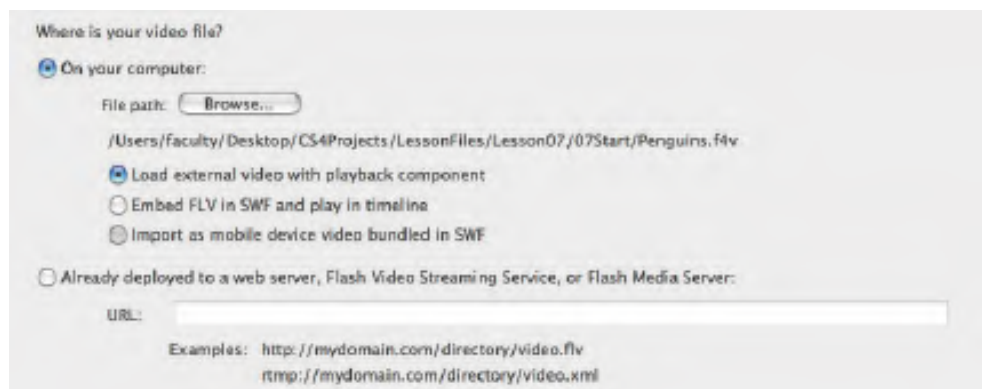 Where is your video file?
On your computer:
File path: Browse...
/Users/faculty/Desktop/CS4Projects/LessonFiles/Lesson07/07Start/Penguins.f4v
Load external video with playback component
Embed FLV in SWF and play in timeline
Import as mobile device video bundled in SWF
Already deployed to a web server, Flash Video Streaming Service, or Flash Media Server:
URL:
Examples: http://mydomain.com/directory/video.flv
rtmp://mydomain.com/directory/video.xml